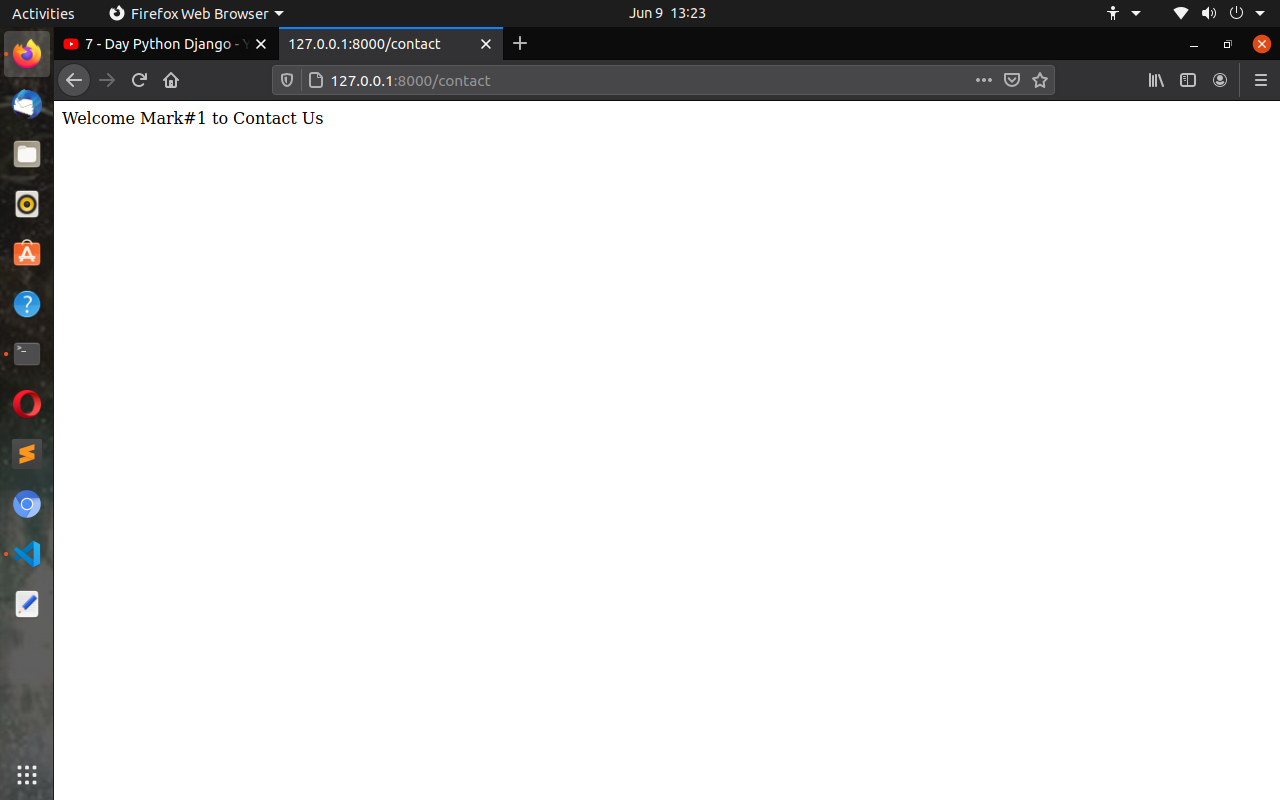 Activities
Firefox Web Browser
Jun 9 13:23
7 - Day Python Django -
127.0.0.1:8000/contact
127.0.0.1:8000/contact
Welcome Mark#1 to Contact Us